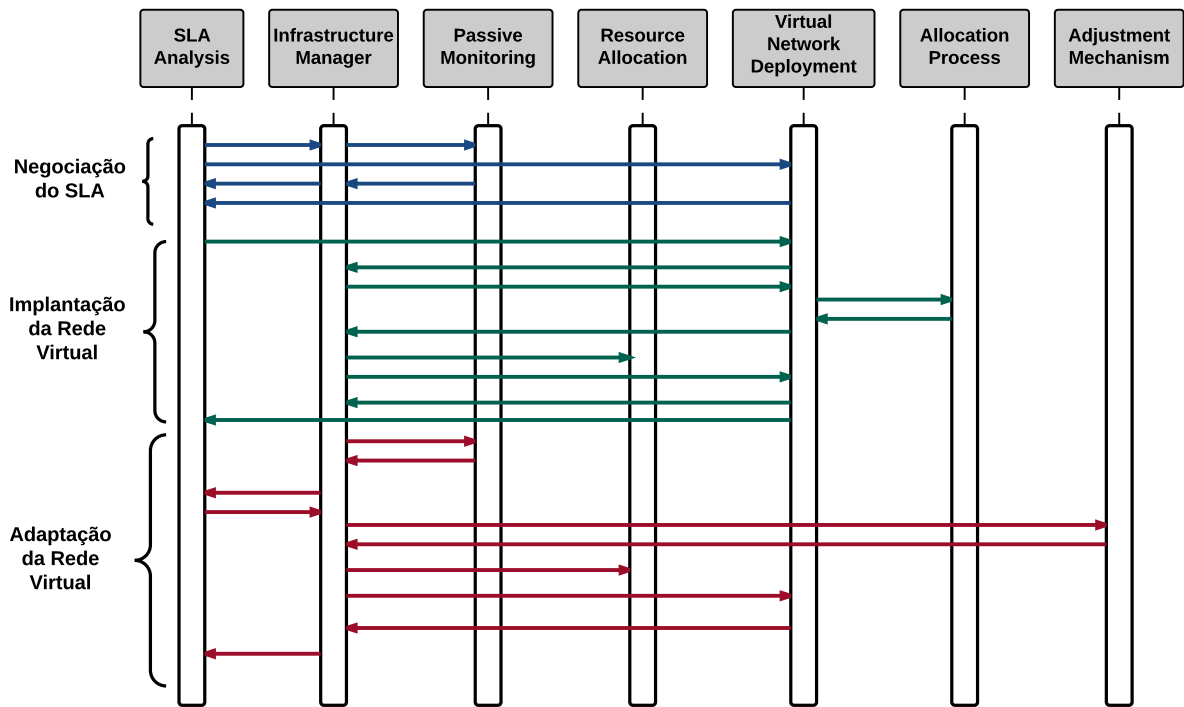 SLA
Analysis
Infrastructure
Manager
Passive
Monitoring
Resource
Allocation
Virtual
Network
Deployment
Allocation
Process
Adjustment
Mechanism
Negociação
do SLA
Implantação
da Rede
Virtual
Adaptação
da Rede
Virtual